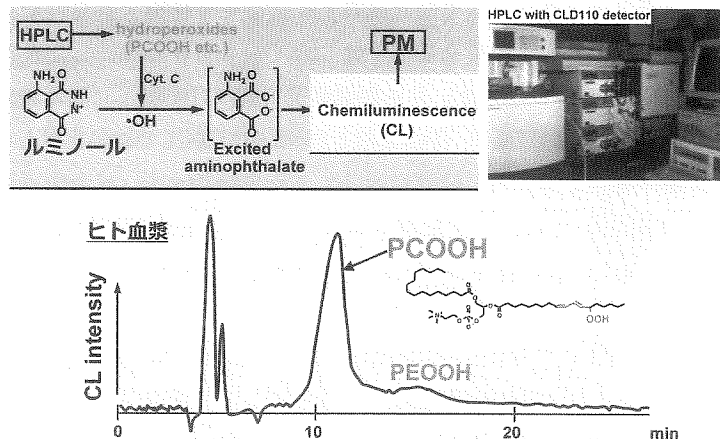 HPLC
hydroperoxides
(PCOOH etc.)
Cyt. C
•OH
NH₂
O
NH
N⁺
O
ルミノール
NH₂
O
O⁻
O⁻
O
Excited
aminophthalate
Chemiluminescence
(CL)
PM
HPLC with CLD110 detector
ヒト血漿
CL intensity
PCOOH
OOH
PEOOH
0
10
20
min